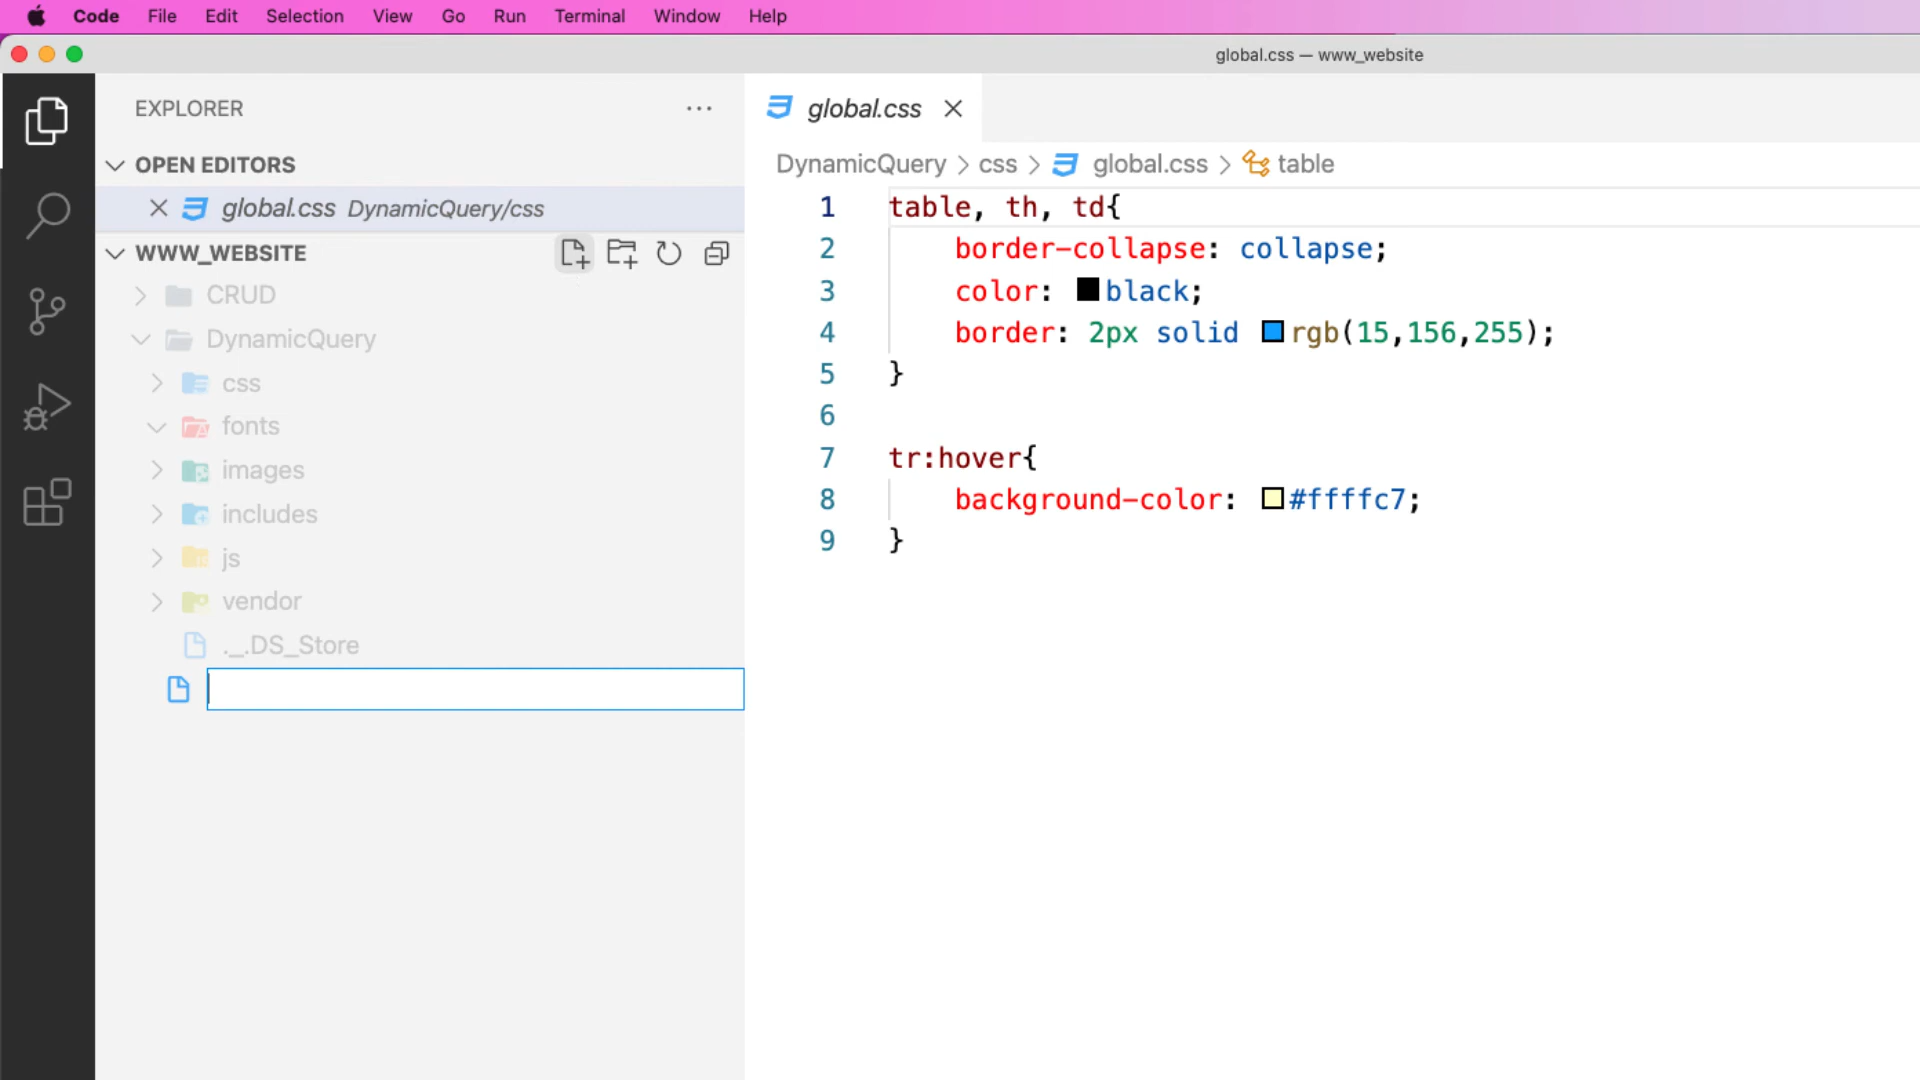 Code File Edit Selection View Go Run Terminal Window Help
global.css — www_website
EXPLORER
OPEN EDITORS
global.css DynamicQuery/css
WWW_WEBSITE
CRUD
DynamicQuery
css
fonts
images
includes
js
vendor
._.DS_Store
global.css
DynamicQuery css global.css table
1 table, th, td{
2 border-collapse: collapse;
3 color: black;
4 border: 2px solid rgb(15,156,255);
5 }
6
7 tr:hover{
8 background-color: #ffffc7;
9 }